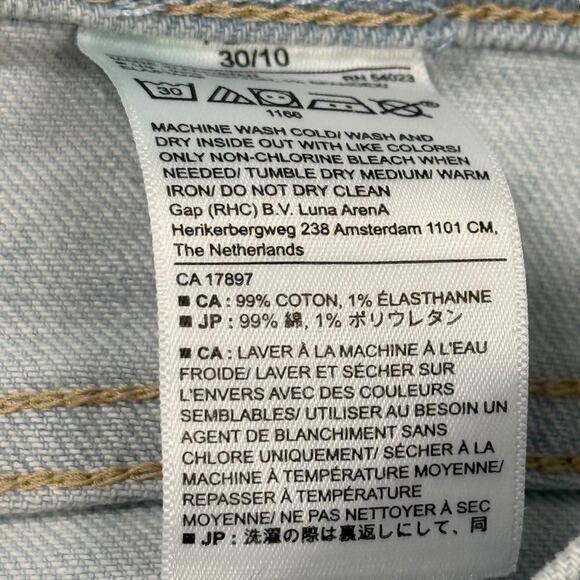 30/10
RN 54023
30
1166
MACHINE WASH COLD/ WASH AND
DRY INSIDE OUT WITH LIKE COLORS/
ONLY NON-CHLORINE BLEACH WHEN
NEEDED/ TUMBLE DRY MEDIUM/ WARM
IRON/ DO NOT DRY CLEAN
Gap (RHC) B.V. Luna ArenA
Herikerbergweg 238 Amsterdam 1101 CM,
The Netherlands
CA 17897
■ CA : 99% COTON, 1% ÉLASTHANNE
■ JP : 99% 綿, 1% ポリウレタン
■ CA : LAVER À LA MACHINE À L'EAU
FROIDE/ LAVER ET SÉCHER SUR
L'ENVERS AVEC DES COULEURS
SEMBLABLES/ UTILISER AU BESOIN UN
AGENT DE BLANCHIMENT SANS
CHLORE UNIQUEMENT/ SÉCHER À LA
MACHINE À TEMPÉRATURE MOYENNE/
REPASSER À TEMPÉRATURE
MOYENNE/ NE PAS NETTOYER À SEC
■ JP : 洗濯の際は裏返しにして、同